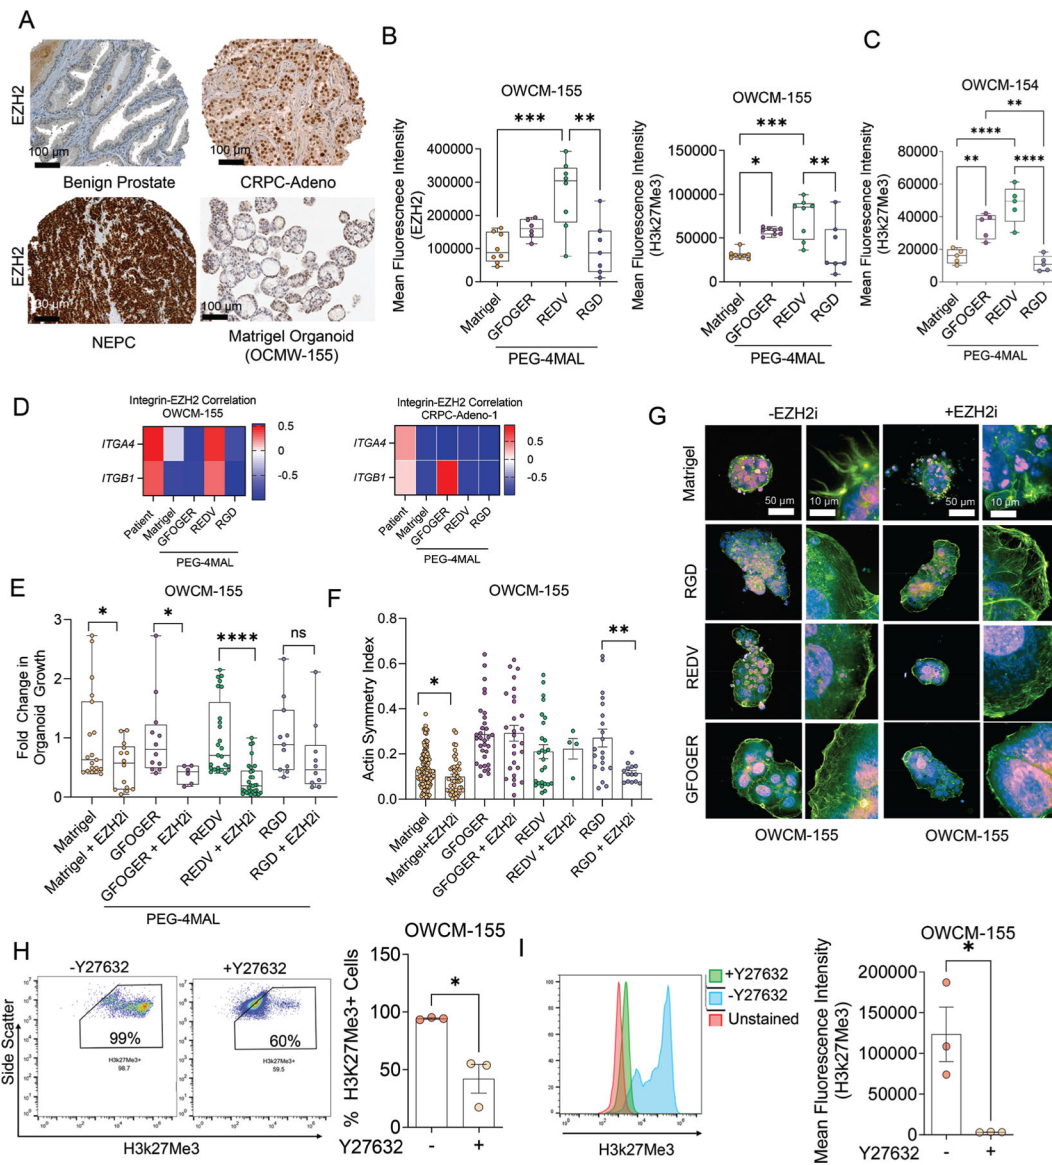 A
EZH2
100 µm
Benign Prostate
100 µm
CRPC-Adeno
EZH2
30 µm
NEPC
100 µm
Matrigel Organoid
(OCMW-155)
B
OWCM-155
Mean Fluorescence Intensity
(EZH2)
400000
300000
200000
100000
0
***
**
Matrigel
GFOGER
REDV
RGD
PEG-4MAL
OWCM-155
Mean Fluorescence Intensity
(H3k27Me3)
150000
100000
50000
0
***
*
**
Matrigel
GFOGER
REDV
RGD
PEG-4MAL
C
OWCM-154
Mean Fluorescence Intensity
(H3k27Me3)
80000
60000
40000
20000
0
**
****
**
****
Matrigel
GFOGER
REDV
RGD
PEG-4MAL
D
Integrin-EZH2 Correlation
OWCM-155
ITGA4
ITGB1
0.5
0
-0.5
Patient
Matrigel
GFOGER
REDV
RGD
PEG-4MAL
Integrin-EZH2 Correlation
CRPC-Adeno-1
ITGA4
ITGB1
0.5
0
-0.5
Patient
Matrigel
GFOGER
REDV
RGD
PEG-4MAL
E
OWCM-155
Fold Change in
Organoid Growth
3
2
1
0
*
*
****
ns
Matrigel
Matrigel + EZH2i
GFOGER
GFOGER + EZH2i
REDV
REDV + EZH2i
RGD
RGD + EZH2i
PEG-4MAL
F
OWCM-155
Actin Symmetry Index
0.8
0.6
0.4
0.2
0.0
*
**
Matrigel
Matrigel+EZH2i
GFOGER
GFOGER + EZH2i
REDV
REDV + EZH2i
RGD
RGD + EZH2i
G
-EZH2i
+EZH2i
Matrigel
50 µm
10 µm
50 µm
10 µm
RGD
REDV
GFOGER
OWCM-155
OWCM-155
H
-Y27632
+Y27632
Side Scatter
99%
H3k27Me3+
98.7
60%
H3k27Me3+
59.5
H3k27Me3
OWCM-155
% H3K27Me3+ Cells
100
50
0
*
Y27632
-
+
I
+Y27632
-Y27632
Unstained
100
80
60
40
20
0
H3k27Me3
OWCM-155
Mean Fluorescence Intensity
(H3k27Me3)
200000
150000
100000
50000
0
*
Y27632
-
+